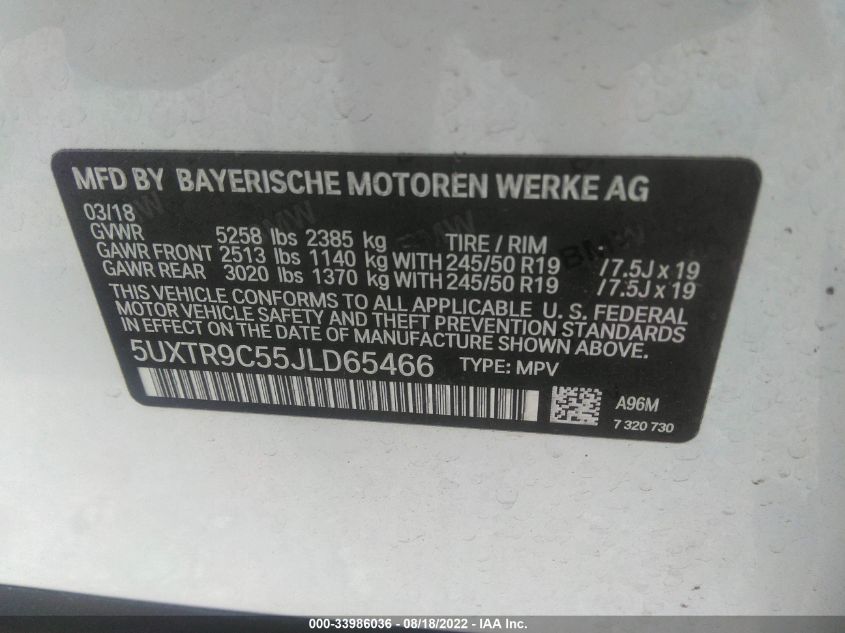 MFD BY BAYERISCHE MOTOREN WERKE AG
03/18
GVWR 5258 lbs 2385 kg TIRE / RIM
GAWR FRONT 2513 lbs 1140 kg WITH 245/50 R19 / 7.5J x 19
GAWR REAR 3020 lbs 1370 kg WITH 245/50 R19 / 7.5J x 19
THIS VEHICLE CONFORMS TO ALL APPLICABLE U. S. FEDERAL
MOTOR VEHICLE SAFETY AND THEFT PREVENTION STANDARDS
IN EFFECT ON THE DATE OF MANUFACTURE SHOWN ABOVE.
5UXTR9C55JLD65466 TYPE: MPV
A96M
7 320 730
000-33986036 - 08/18/2022 - Copyright © IAA, Inc.